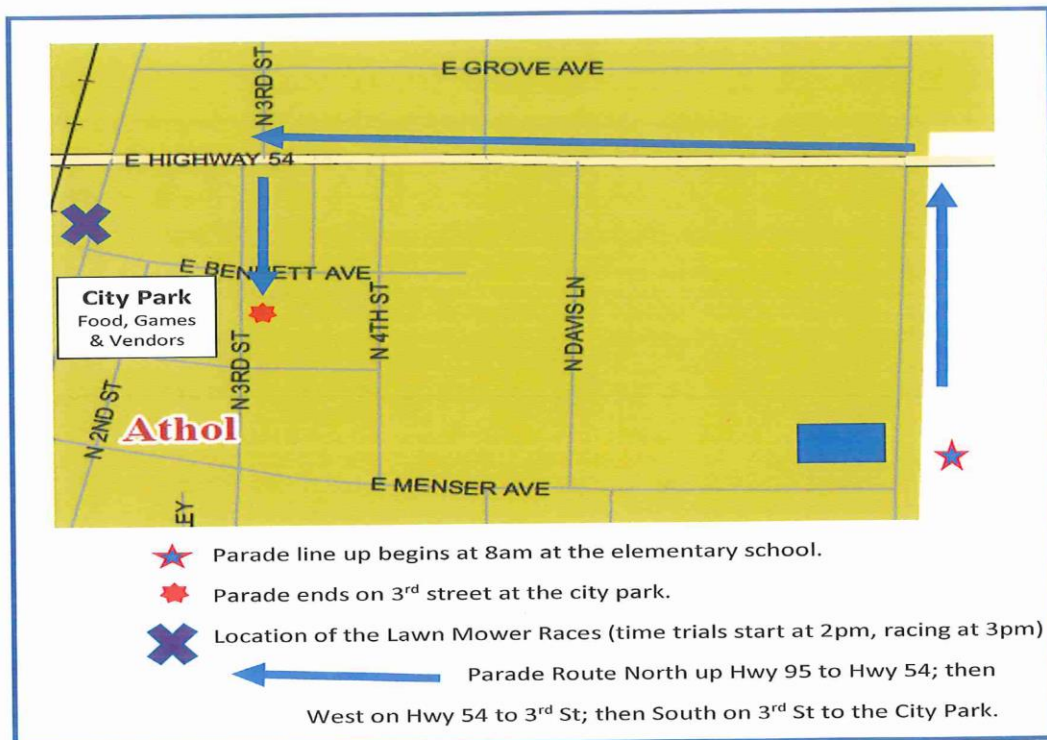 E GROVE AVE
N 3RD ST
E HIGHWAY 54
E BENNETT AVE
City Park
Food, Games
& Vendors
N 3RD ST
N 4TH ST
N DAVIS LN
N 2ND ST
Athol
E MENSER AVE
EY
Parade line up begins at 8am at the elementary school.
Parade ends on 3rd street at the city park.
Location of the Lawn Mower Races (time trials start at 2pm, racing at 3pm)
Parade Route North up Hwy 95 to Hwy 54; then
West on Hwy 54 to 3rd St; then South on 3rd St to the City Park.